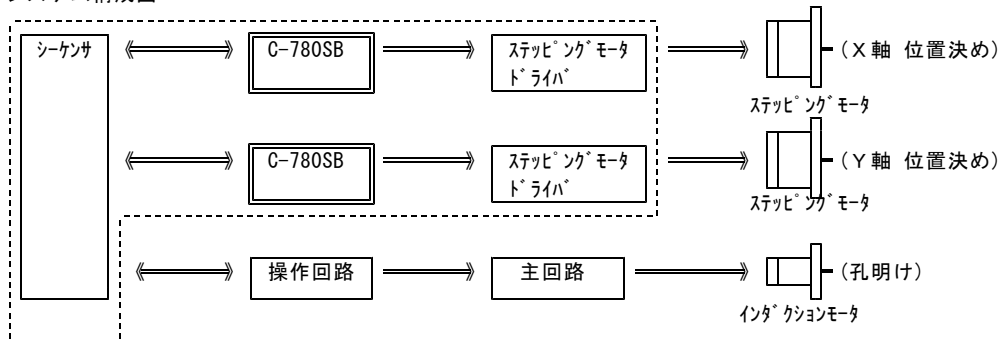 シーケンサ C-780SB ｽﾃｯﾋﾟﾝｸﾞﾓｰﾀ (X軸 位置決め)
ﾄﾞﾗｲﾊﾞ
ｽﾃｯﾋﾟﾝｸﾞﾓｰﾀ
C-780SB ｽﾃｯﾋﾟﾝｸﾞﾓｰﾀ (Y軸 位置決め)
ﾄﾞﾗｲﾊﾞ
ｽﾃｯﾋﾟﾝｸﾞﾓｰﾀ
操作回路 主回路 (孔明け)
ｲﾝﾀﾞｸｼｮﾝﾓｰﾀ